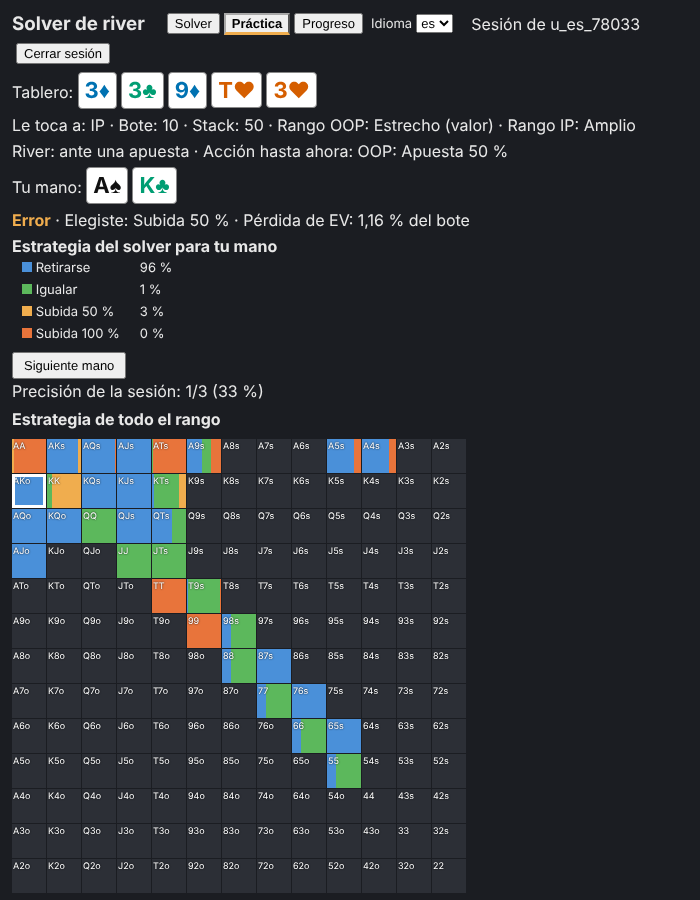 Solver de river Solver Práctica Progreso Idioma es Sesión de u_es_78033
Cerrar sesión
Tablero: 3♦ 3♣ 9♦ T♥ 3♥
Le toca a: IP · Bote: 10 · Stack: 50 · Rango OOP: Estrecho (valor) · Rango IP: Amplio
River: ante una apuesta · Acción hasta ahora: OOP: Apuesta 50 %
Tu mano: A♠ K♣
Error · Elegiste: Subida 50 % · Pérdida de EV: 1,16 % del bote
Estrategia del solver para tu mano
Retirarse 96 %
Igualar 1 %
Subida 50 % 3 %
Subida 100 % 0 %
Siguiente mano
Precisión de la sesión: 1/3 (33 %)
Estrategia de todo el rango
AA AKs AQs AJs ATs A9s A8s A7s A6s A5s A4s A3s A2s
AKo KK KQs KJs KTs K9s K8s K7s K6s K5s K4s K3s K2s
AQo KQo QQ QJs QTs Q9s Q8s Q7s Q6s Q5s Q4s Q3s Q2s
AJo KJo QJo JJ JTs J9s J8s J7s J6s J5s J4s J3s J2s
ATo KTo QTo JTo TT T9s T8s T7s T6s T5s T4s T3s T2s
A9o K9o Q9o J9o T9o 99 98s 97s 96s 95s 94s 93s 92s
A8o K8o Q8o J8o T8o 98o 88 87s 86s 85s 84s 83s 82s
A7o K7o Q7o J7o T7o 97o 87o 77 76s 75s 74s 73s 72s
A6o K6o Q6o J6o T6o 96o 86o 76o 66 65s 64s 63s 62s
A5o K5o Q5o J5o T5o 95o 85o 75o 65o 55 54s 53s 52s
A4o K4o Q4o J4o T4o 94o 84o 74o 64o 54o 44 43s 42s
A3o K3o Q3o J3o T3o 93o 83o 73o 63o 53o 43o 33 32s
A2o K2o Q2o J2o T2o 92o 82o 72o 62o 52o 42o 32o 22